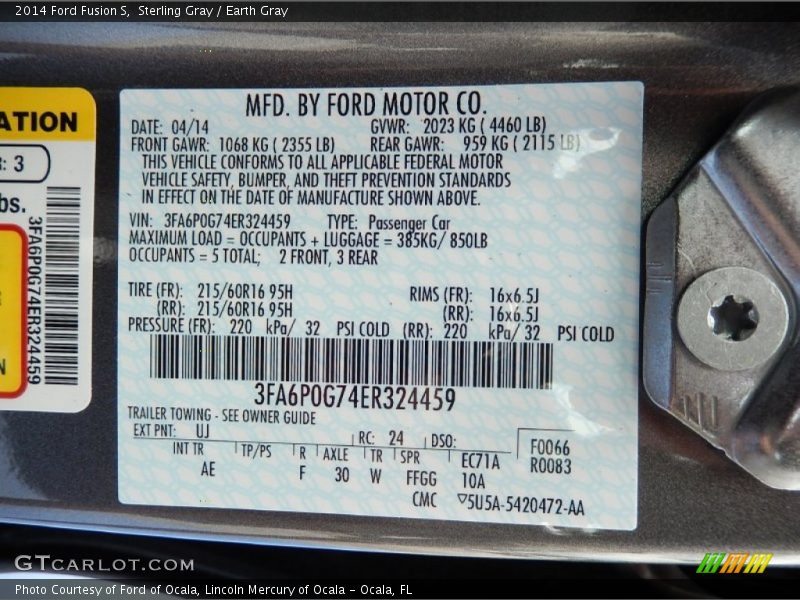 2014 Ford Fusion S, Sterling Gray / Earth Gray
ATION
R: 3
bs.
3FA6P0G74ER324459
N
MFD. BY FORD MOTOR CO.
DATE: 04/14 GVWR: 2023 KG ( 4460 LB)
FRONT GAWR: 1068 KG ( 2355 LB) REAR GAWR: 959 KG ( 2115 LB)
THIS VEHICLE CONFORMS TO ALL APPLICABLE FEDERAL MOTOR
VEHICLE SAFETY, BUMPER, AND THEFT PREVENTION STANDARDS
IN EFFECT ON THE DATE OF MANUFACTURE SHOWN ABOVE.
VIN: 3FA6P0G74ER324459 TYPE: Passenger Car
MAXIMUM LOAD = OCCUPANTS + LUGGAGE = 385KG/ 850LB
OCCUPANTS = 5 TOTAL; 2 FRONT, 3 REAR
TIRE (FR): 215/60R16 95H RIMS (FR): 16x6.5J
(RR): 215/60R16 95H (RR): 16x6.5J
PRESSURE (FR): 220 kPa/ 32 PSI COLD (RR): 220 kPa/ 32 PSI COLD
3FA6P0G74ER324459
TRAILER TOWING - SEE OWNER GUIDE
EXT PNT: UJ RC: 24 DSO: F0066
INT TR TP/PS R AXLE TR SPR EC71A R0083
AE F 30 W FFGG 10A
CMC ▽5U5A-5420472-AA
NU
GTCARLOT.COM
Photo Courtesy of Ford of Ocala, Lincoln Mercury of Ocala – Ocala, FL